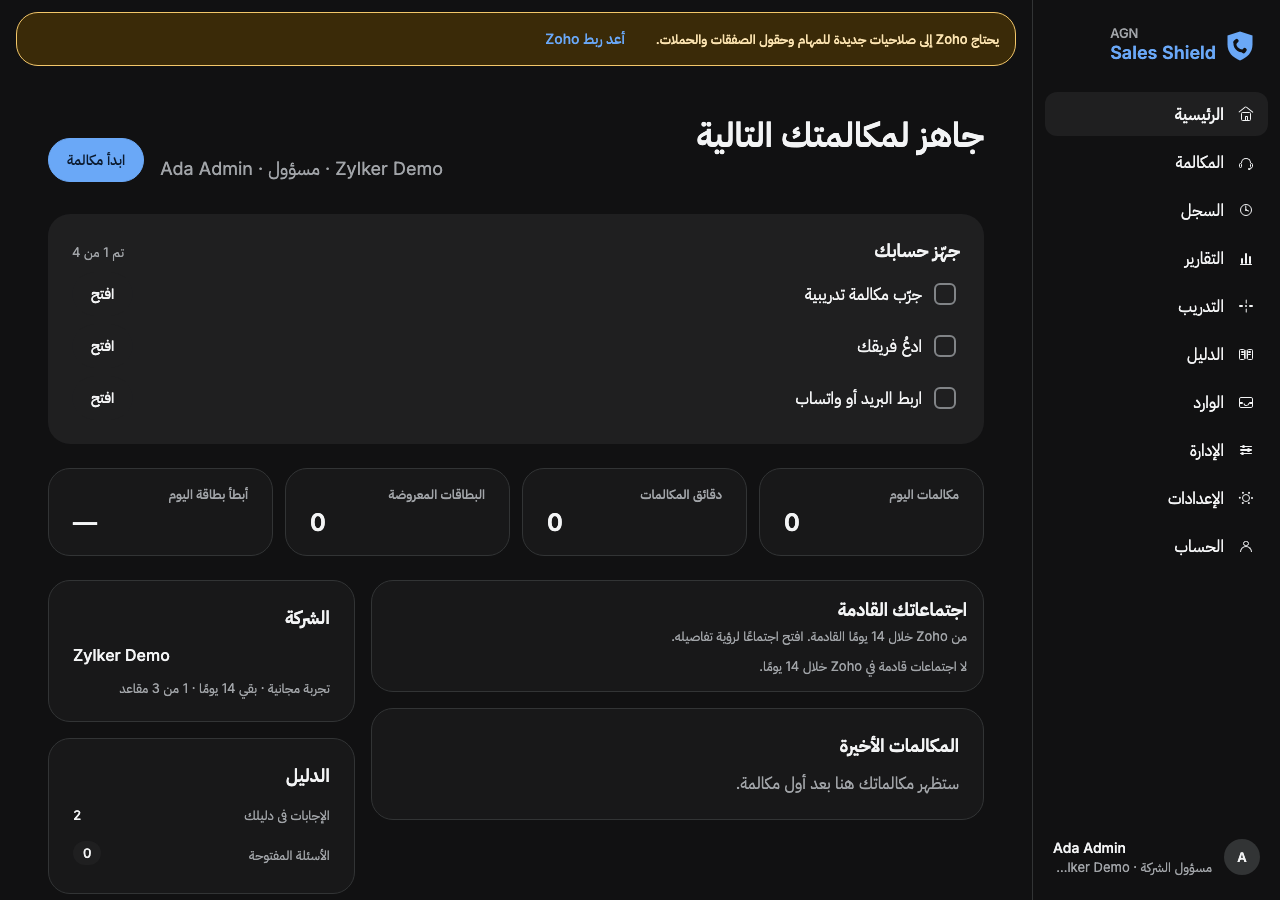 AGN
Sales Shield
الرئيسية
المكالمة
السجل
التقارير
التدريب
الدليل
الوارد
الإدارة
الإعدادات
الحساب
A
Ada Admin
مسؤول الشركة · lker Demo...
يحتاج Zoho إلى صلاحيات جديدة للمهام وحقول الصفقات والحملات. أعد ربط Zoho
جاهز لمكالمتك التالية
Ada Admin · مسؤول · Zylker Demo
ابدأ مكالمة
جهّز حسابك
تم 1 من 4
جرّب مكالمة تدريبية
افتح
ادعُ فريقك
افتح
اربط البريد أو واتساب
افتح
مكالمات اليوم
0
دقائق المكالمات
0
البطاقات المعروضة
0
أبطأ بطاقة اليوم
—
اجتماعاتك القادمة
من Zoho خلال 14 يومًا القادمة. افتح اجتماعًا لرؤية تفاصيله.
لا اجتماعات قادمة في Zoho خلال 14 يومًا.
المكالمات الأخيرة
ستظهر مكالماتك هنا بعد أول مكالمة.
الشركة
Zylker Demo
تجربة مجانية · بقي 14 يومًا · 1 من 3 مقاعد
الدليل
الإجابات في دليلك
2
الأسئلة المفتوحة
0